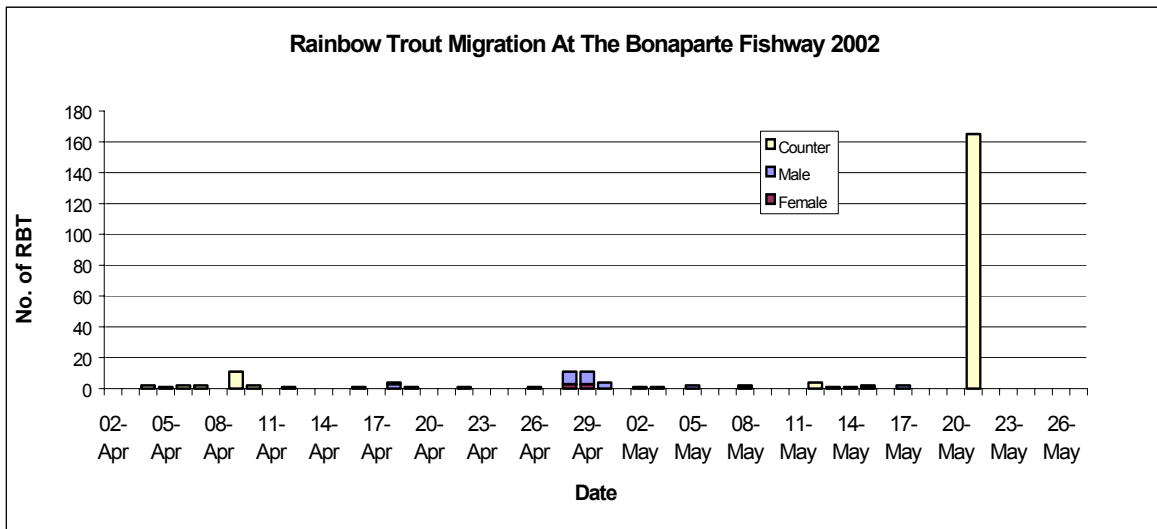 Rainbow Trout Migration At The Bonaparte Fishway 2002
180
160
140
120
100
80
60
40
20
0
No. of RBT
Counter
Male
Female
02- 05- 08- 11- 14- 17- 20- 23- 26- 29- 02- 05- 08- 11- 14- 17- 20- 23- 26-
Apr Apr Apr Apr Apr Apr Apr Apr Apr Apr May May May May May May May May May
Date